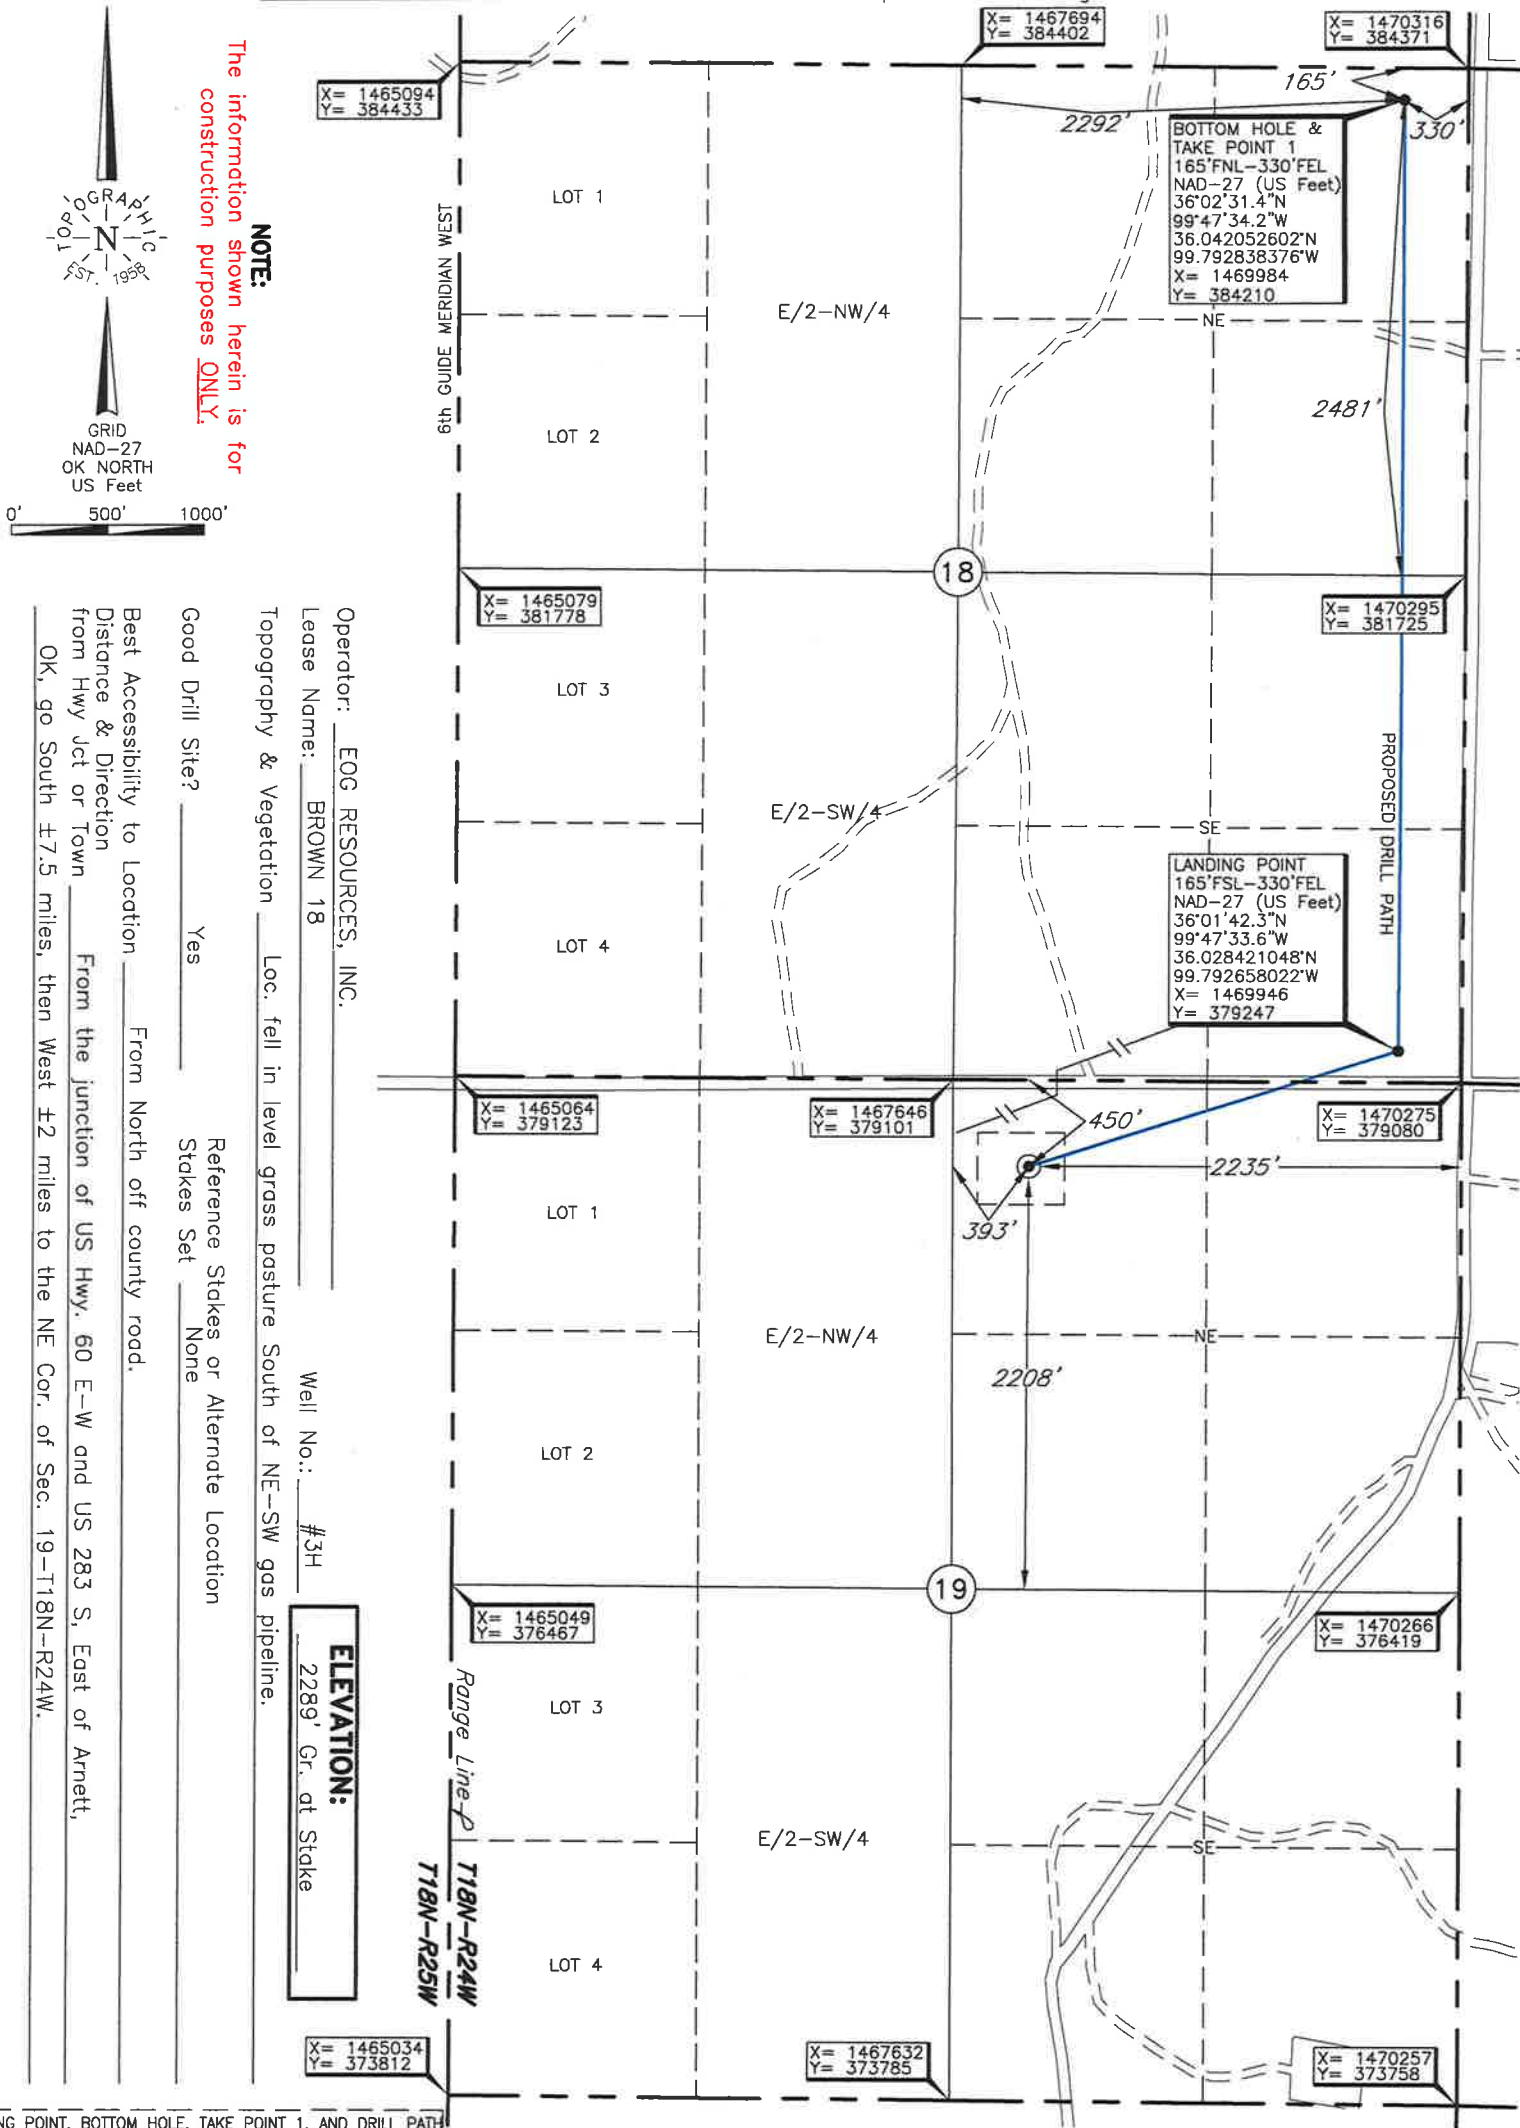 X= 1467694
Y= 384402
X= 1470316
Y= 384371
X= 1465094
Y= 384433
165'
2292'
330'
BOTTOM HOLE &
TAKE POINT 1
165'FNL-330'FEL
NAD-27 (US Feet)
36°02'31.4"N
99°47'34.2"W
36.042052602°N
99.792838376°W
X= 1469984
Y= 384210
LOT 1
E/2-NW/4
NE
LOT 2
2481'
6th GUIDE MERIDIAN WEST
NOTE:
The information shown herein is for
construction purposes ONLY.
TOPOGRAPHIC
N
EST. 1958
GRID
NAD-27
OK NORTH
US Feet
0' 500' 1000'
18
X= 1465079
Y= 381778
X= 1470295
Y= 381725
LOT 3
E/2-SW/4
SE
LOT 4
PROPOSED DRILL PATH
LANDING POINT
165'FSL-330'FEL
NAD-27 (US Feet)
36°01'42.3"N
99°47'33.6"W
36.028421048°N
99.792658022°W
X= 1469946
Y= 379247
X= 1465064
Y= 379123
X= 1467646
Y= 379101
X= 1470275
Y= 379080
450'
2235'
393'
2208'
LOT 1
E/2-NW/4
NE
LOT 2
19
X= 1465049
Y= 376467
X= 1470266
Y= 376419
LOT 3
E/2-SW/4
SE
LOT 4
Range Line
T18N-R24W
T18N-R25W
X= 1465034
Y= 373812
X= 1467632
Y= 373785
X= 1470257
Y= 373758
Operator: EOG RESOURCES, INC.
Lease Name: BROWN 18 Well No.: #3H
ELEVATION:
2289' Gr. at Stake
Topography & Vegetation Loc. fell in level grass pasture South of NE-SW gas pipeline.
Reference Stakes or Alternate Location
Good Drill Site? Yes Stakes Set None
Best Accessibility to Location From North off county road.
Distance & Direction
from Hwy Jct or Town From the junction of US Hwy. 60 E-W and US 283 S, East of Arnett,
OK, go South ±7.5 miles, then West ±2 miles to the NE Cor. of Sec. 19-T18N-R24W.
POINT, BOTTOM HOLE, TAKE POINT 1, AND DRILL PATH